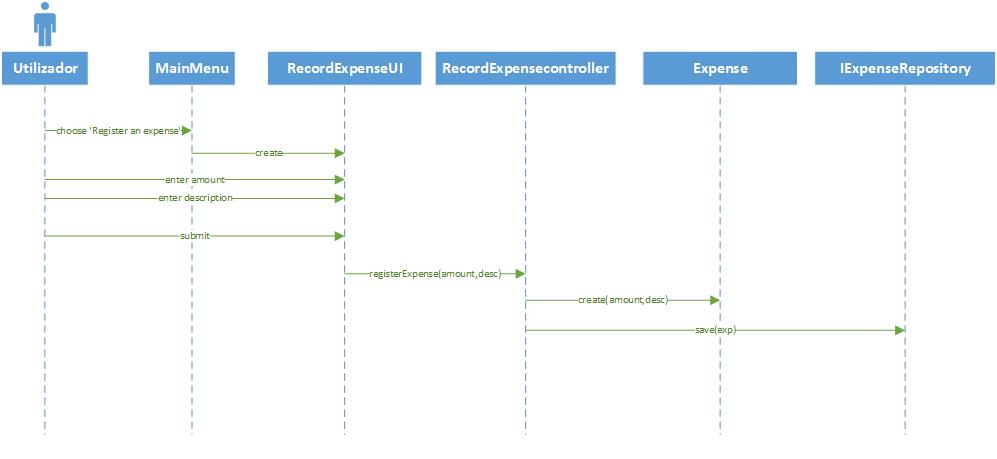 Utilizador
MainMenu
RecordExpenseUI
RecordExpensecontroller
Expense
IExpenseRepository
choose 'Register an expense'
create
enter amount
enter description
submit
registerExpense(amount,desc)
create(amount,desc)
save(exp)